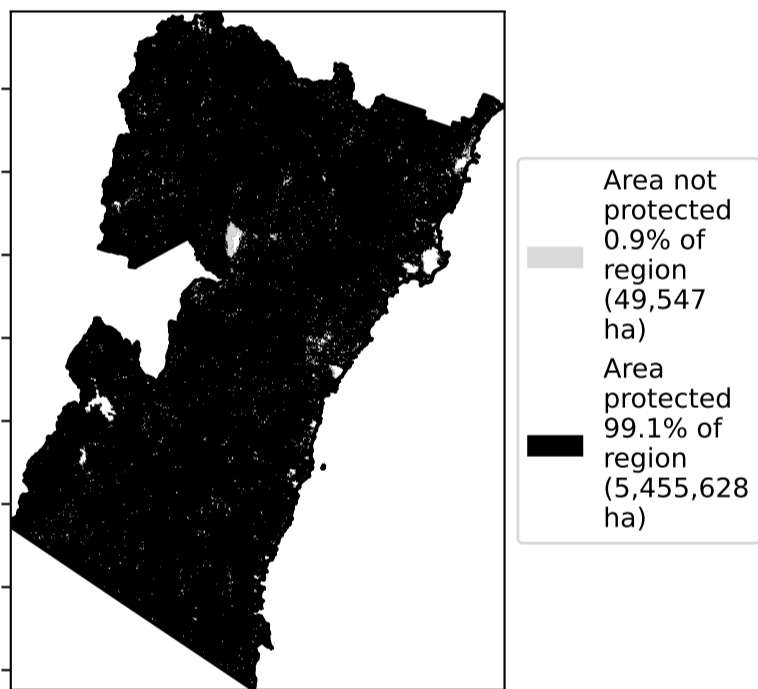 Area not
protected
0.9% of
region
(49,547
ha)
Area
protected
99.1% of
region
(5,455,628
ha)